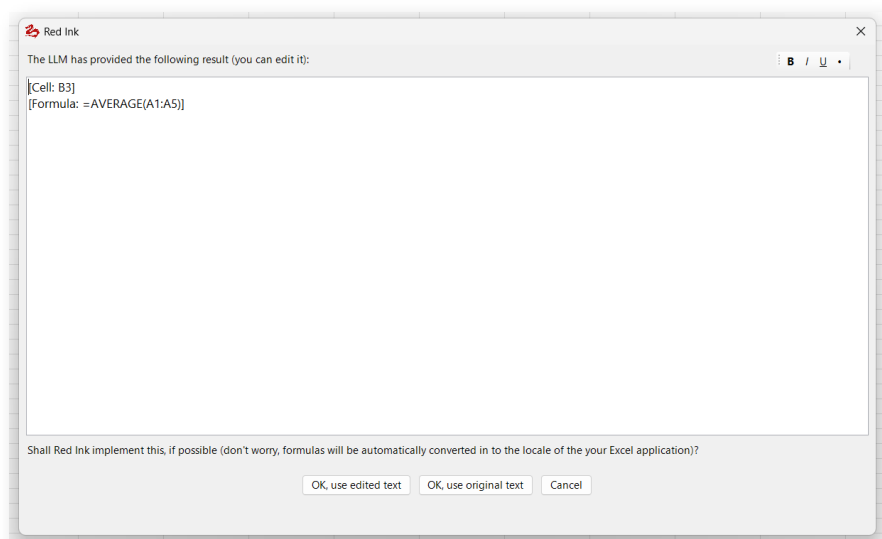 Red Ink
The LLM has provided the following result (you can edit it):
B I U
[Cell: B3]
[Formula: =AVERAGE(A1:A5)]
Shall Red Ink implement this, if possible (don't worry, formulas will be automatically converted in to the locale of the your Excel application)?
OK, use edited text OK, use original text Cancel